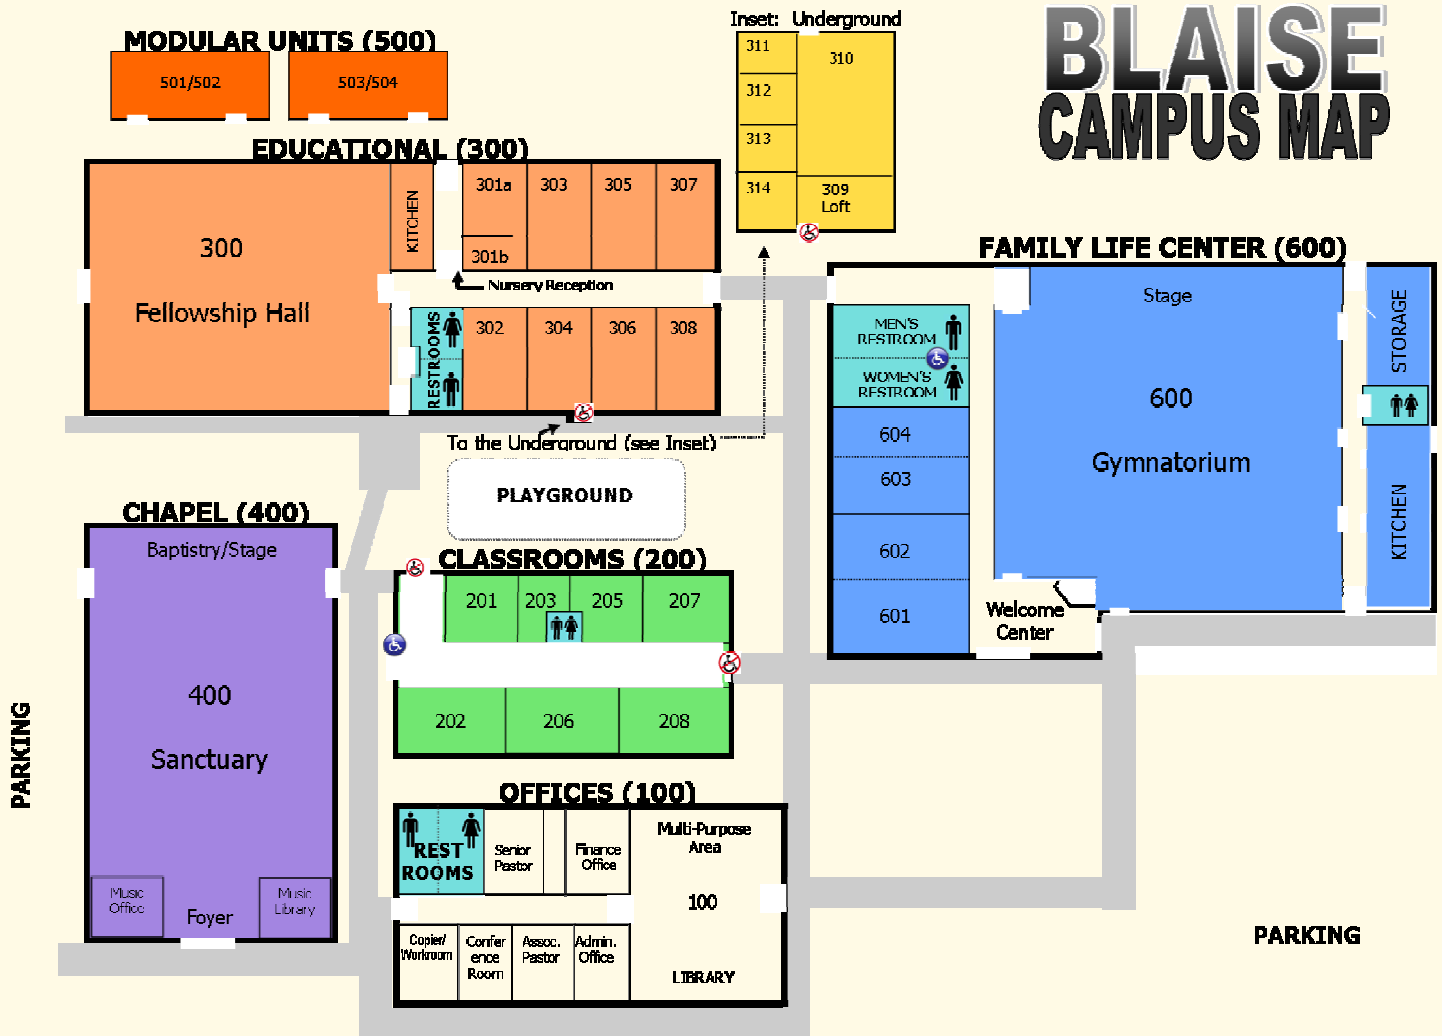 BLAISE
CAMPUS MAP
Inset: Underground
311
312
313
314
310
309
Loft
MODULAR UNITS (500)
501/502
503/504
EDUCATIONAL (300)
300
Fellowship Hall
KITCHEN
301a
301b
303
305
307
Nursery Reception
RESTROOMS
302
304
306
308
To the Underground (see Inset)
PLAYGROUND
FAMILY LIFE CENTER (600)
MEN'S
RESTROOM
WOMEN'S
RESTROOM
604
603
602
601
Stage
600
Gymnatorium
STORAGE
KITCHEN
Welcome
Center
CHAPEL (400)
Baptistry/Stage
400
Sanctuary
Music
Office
Foyer
Music
Library
PARKING
CLASSROOMS (200)
201
203
205
207
202
206
208
OFFICES (100)
REST
ROOMS
Senior
Pastor
Finance
Office
Multi-Purpose
Area
100
LIBRARY
Copier/
Workroom
Confer
ence
Room
Assoc.
Pastor
Admin.
Office
PARKING